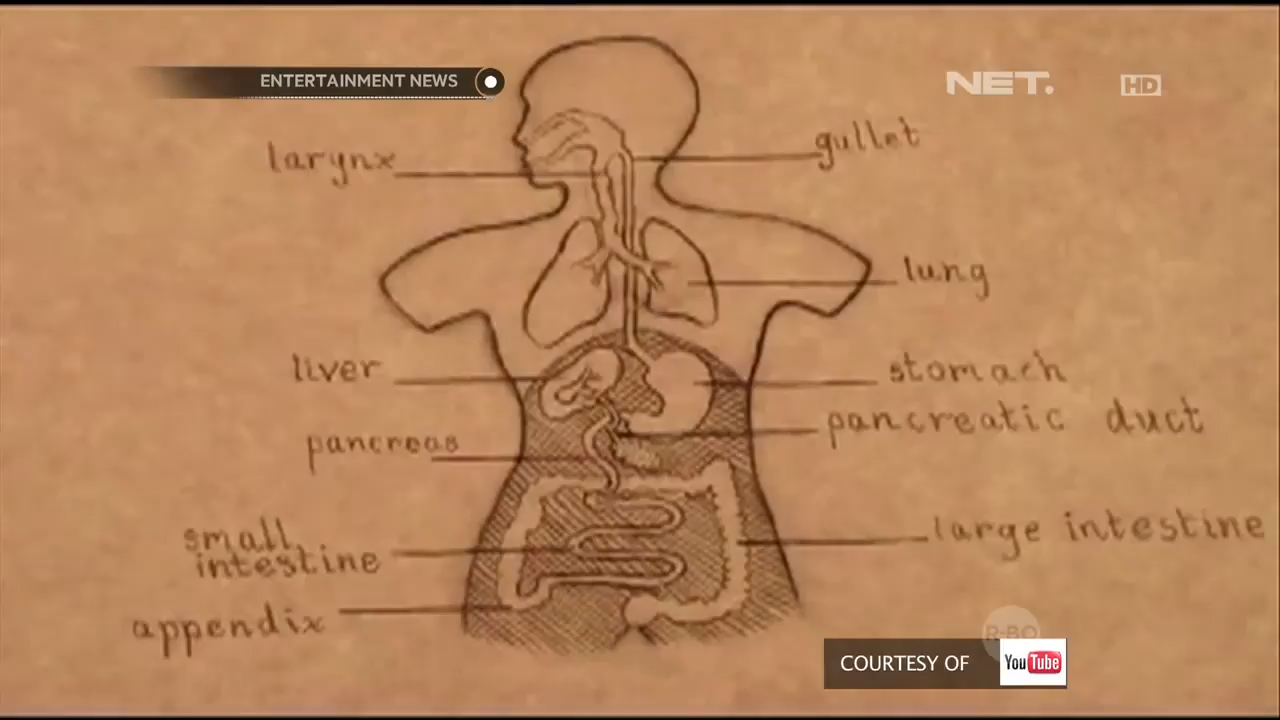 ENTERTAINMENT NEWS
NET.
HD
larynx
gullet
lung
liver
stomach
pancreas
pancreatic duct
small
intestine
large intestine
appendix
R-BO
COURTESY OF
YouTube